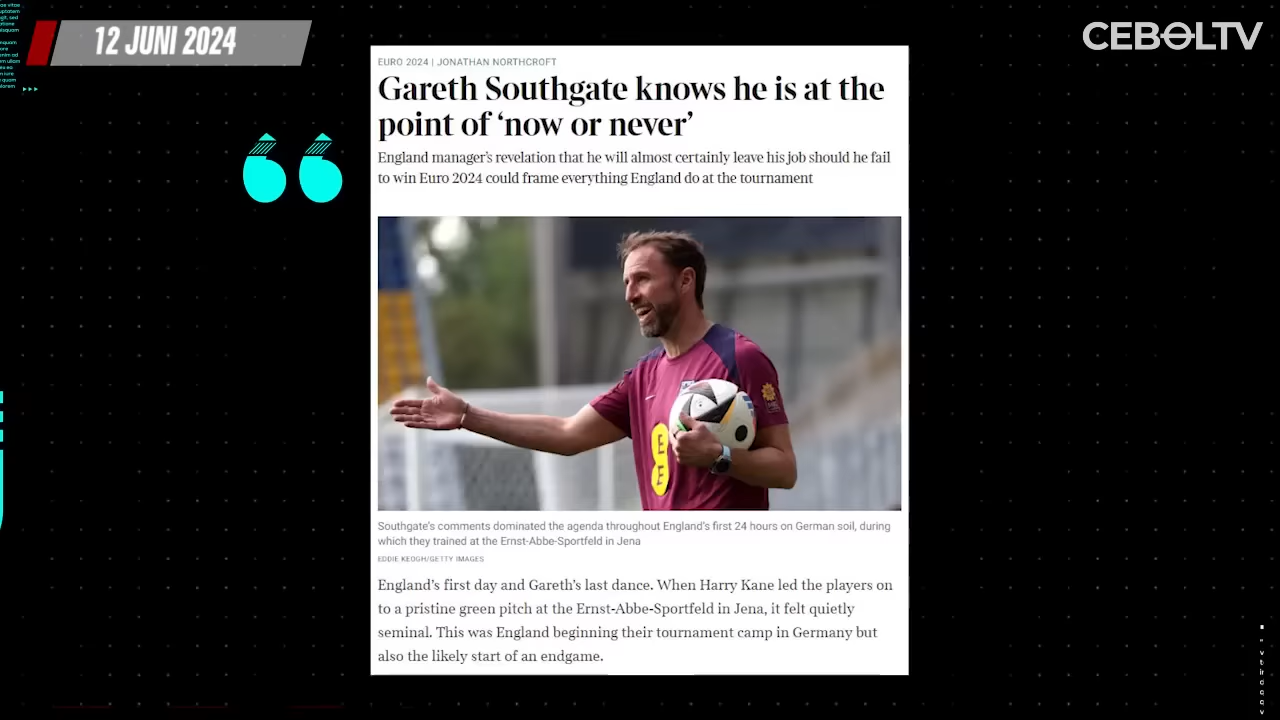 12 JUNI 2024
CEBOLTV
EURO 2024 | JONATHAN NORTHCROFT
Gareth Southgate knows he is at the
point of ‘now or never’
England manager's revelation that he will almost certainly leave his job should he fail
to win Euro 2024 could frame everything England do at the tournament
E
E
Southgate's comments dominated the agenda throughout England's first 24 hours on German soil, during
which they trained at the Ernst-Abbe-Sportfeld in Jena
EDDIE KEOGH/GETTY IMAGES
England's first day and Gareth's last dance. When Harry Kane led the players on
to a pristine green pitch at the Ernst-Abbe-Sportfeld in Jena, it felt quietly
seminal. This was England beginning their tournament camp in Germany but
also the likely start of an endgame.